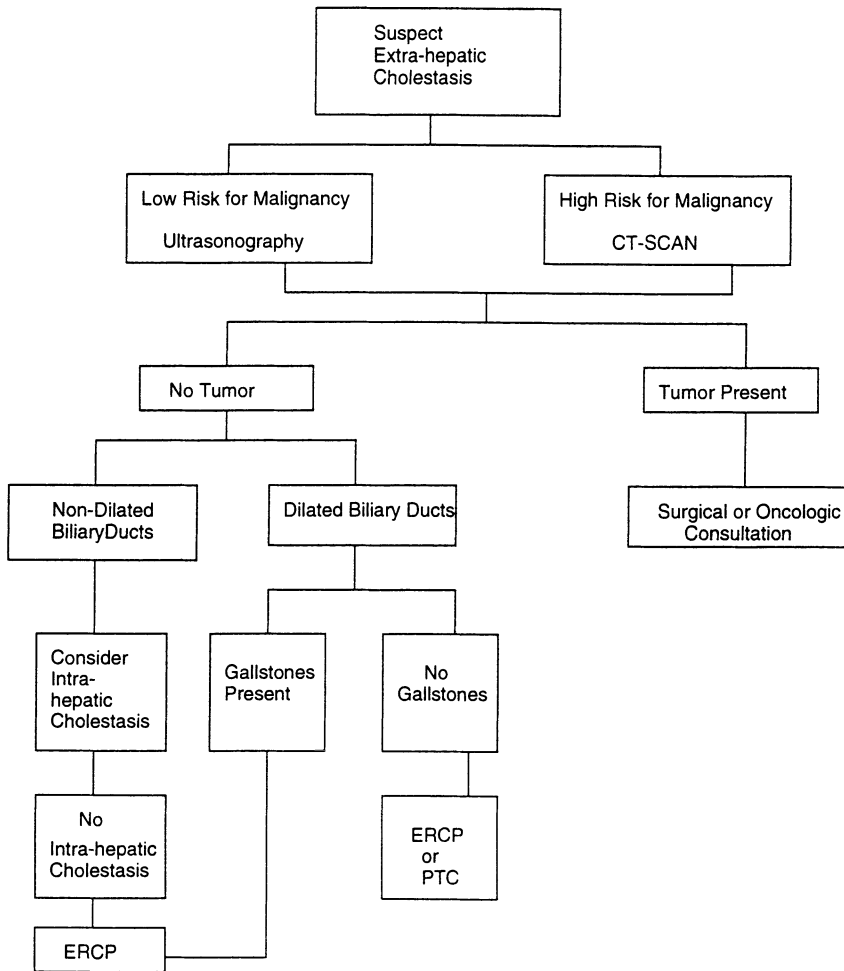 Suspect
Extra-hepatic
Cholestasis
Low Risk for Malignancy
Ultrasonography
High Risk for Malignancy
CT-SCAN
No Tumor
Tumor Present
Non-Dilated
BiliaryDucts
Dilated Biliary Ducts
Surgical or Oncologic
Consultation
Consider
Intra-
hepatic
Cholestasis
Gallstones
Present
No
Gallstones
No
Intra-hepatic
Cholestasis
ERCP
or
PTC
ERCP